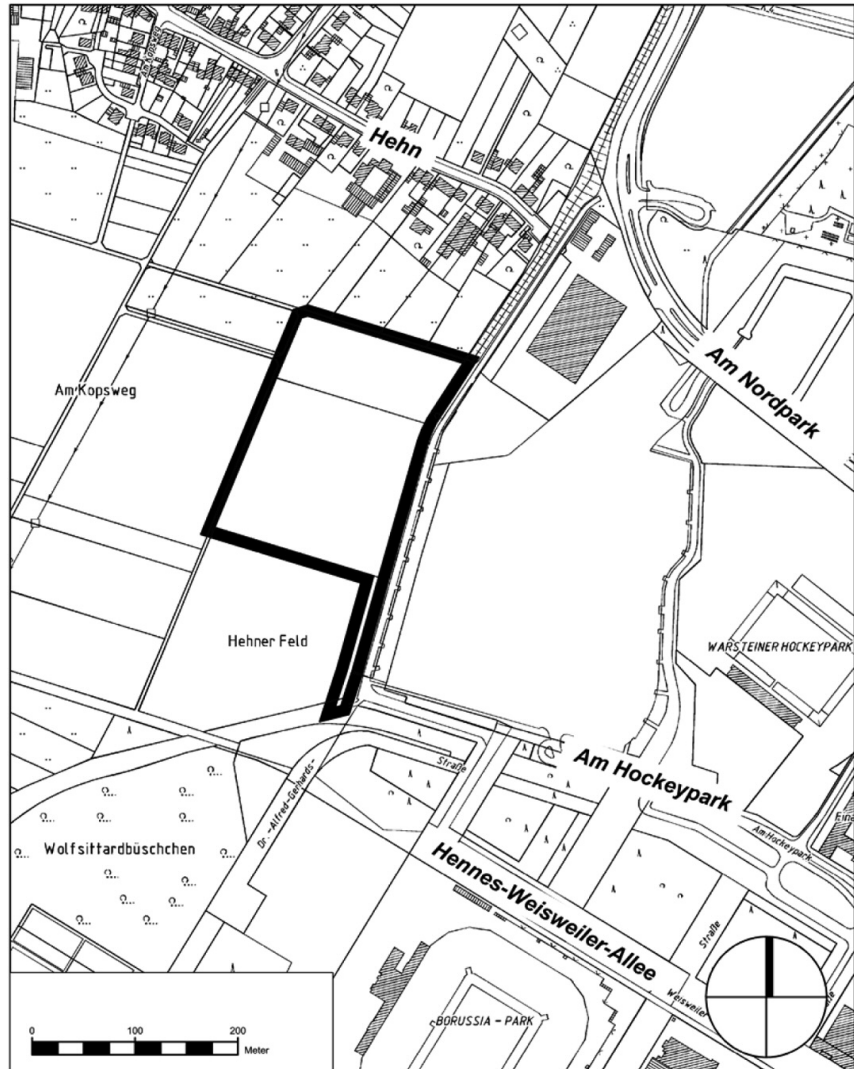 Hehn
Am Nordpark
Am Kopsweg
Hehner Feld
WARSTEINER HOCKEYPARK
Am Hockeypark
Straße
Dr.-Alfred-Gerhards-
Am Hockeypark
Wolfsittardbüschchen
Hennes-Weisweiler-Allee
Straße
Weisweiler
BORUSSIA - PARK
0 100 200
Meter